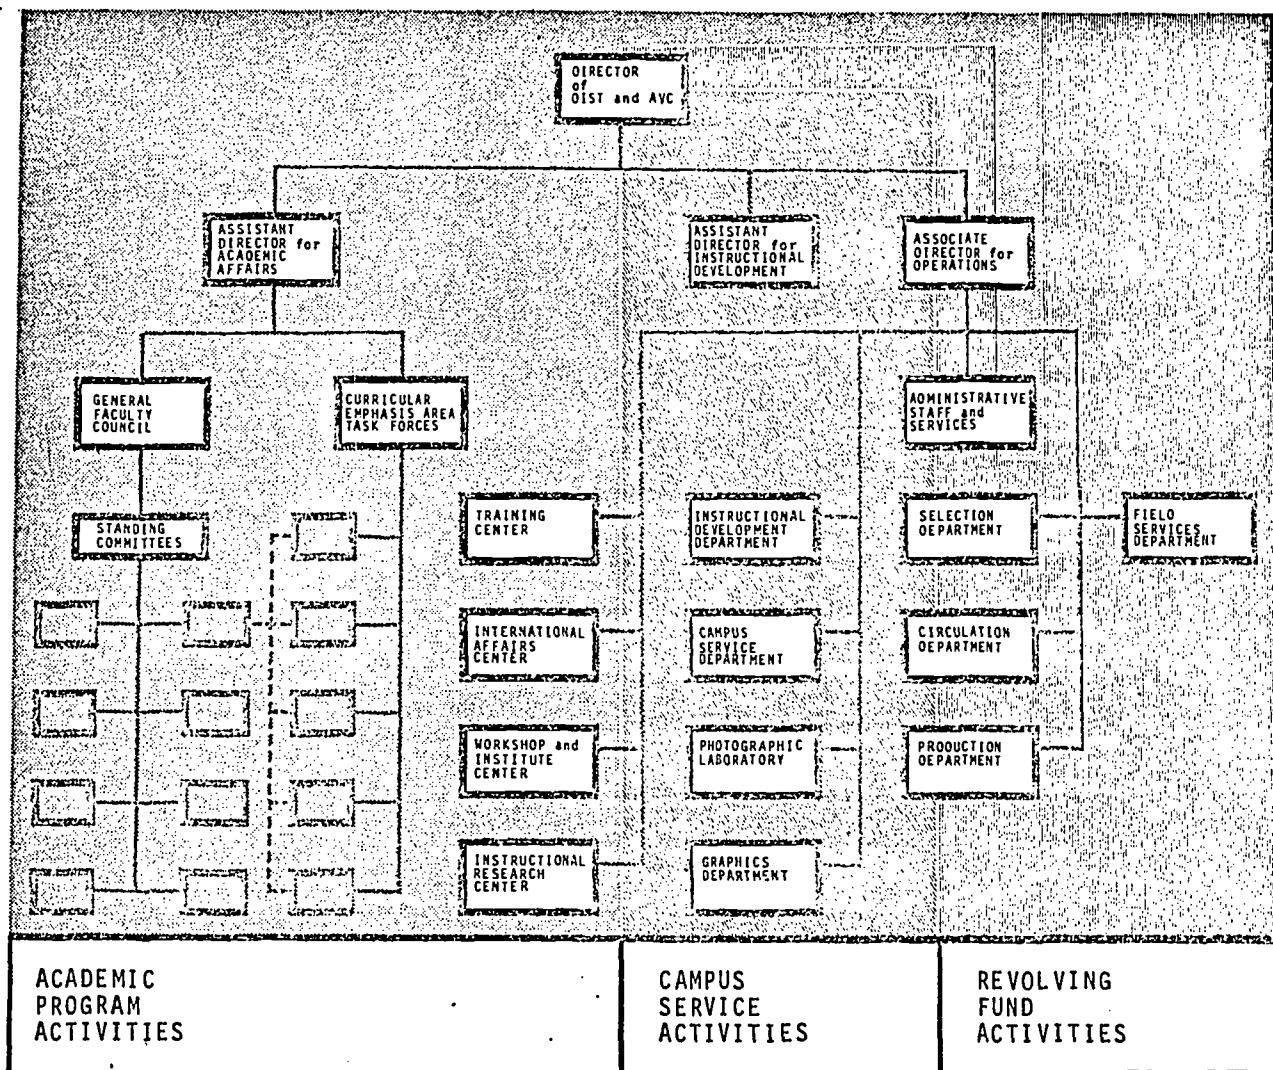 DIRECTOR
of
DIST and AVC
ASSISTANT
DIRECTOR for
ACADEMIC
AFFAIRS
ASSISTANT
DIRECTOR for
INSTRUCTIONAL
DEVELOPMENT
ASSOCIATE
DIRECTOR for
OPERATIONS
GENERAL
FACULTY
COUNCIL
CURRICULAR
EMPHASIS AREA
TASK FORCES
ADMINISTRATIVE
STAFF and
SERVICES
STANDING
COMMITTEES
TRAINING
CENTER
INSTRUCTIONAL
DEVELOPMENT
DEPARTMENT
SELECTION
DEPARTMENT
FIELD
SERVICES
DEPARTMENT
INTERNATIONAL
AFFAIRS
CENTER
CAMPUS
SERVICE
DEPARTMENT
CIRCULATION
DEPARTMENT
WORKSHOP and
INSTITUTE
CENTER
PHOTOGRAPHIC
LABORATORY
PRODUCTION
DEPARTMENT
INSTRUCTIONAL
RESEARCH
CENTER
GRAPHICS
DEPARTMENT
ACADEMIC
PROGRAM
ACTIVITIES
CAMPUS
SERVICE
ACTIVITIES
REVOLVING
FUND
ACTIVITIES